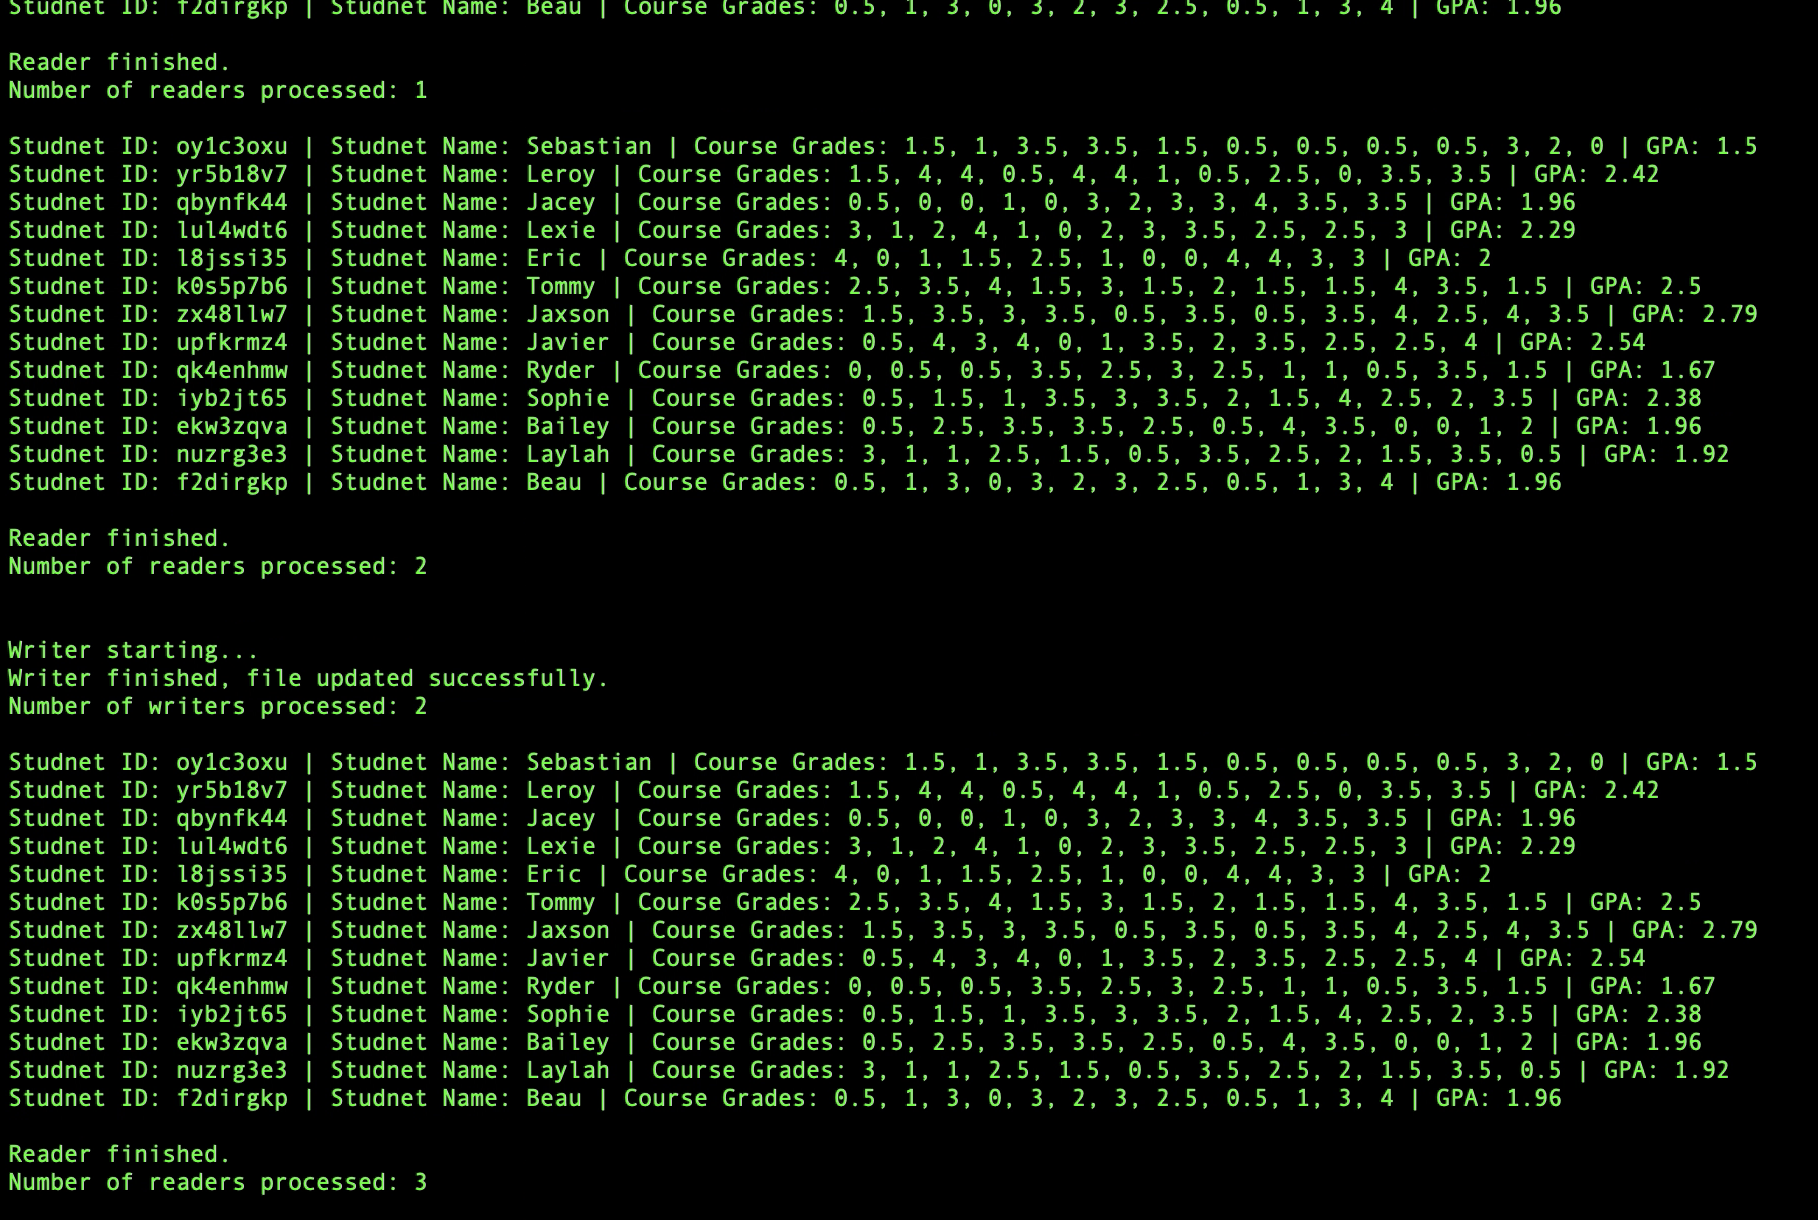 Studnet ID: f2dirgkp | Studnet Name: Beau | Course Grades: 0.5, 1, 3, 0, 3, 2, 3, 2.5, 0.5, 1, 3, 4 | GPA: 1.96
Reader finished.
Number of readers processed: 1
Studnet ID: oy1c3oxu | Studnet Name: Sebastian | Course Grades: 1.5, 1, 3.5, 3.5, 1.5, 0.5, 0.5, 0.5, 0.5, 3, 2, 0 | GPA: 1.5
Studnet ID: yr5b18v7 | Studnet Name: Leroy | Course Grades: 1.5, 4, 4, 0.5, 4, 4, 1, 0.5, 2.5, 0, 3.5, 3.5 | GPA: 2.42
Studnet ID: qbynfk44 | Studnet Name: Jacey | Course Grades: 0.5, 0, 0, 1, 0, 3, 2, 3, 3, 4, 3.5, 3.5 | GPA: 1.96
Studnet ID: lul4wdt6 | Studnet Name: Lexie | Course Grades: 3, 1, 2, 4, 1, 0, 2, 3, 3.5, 2.5, 2.5, 3 | GPA: 2.29
Studnet ID: l8jssi35 | Studnet Name: Eric | Course Grades: 4, 0, 1, 1.5, 2.5, 1, 0, 0, 4, 4, 3, 3 | GPA: 2
Studnet ID: k0s5p7b6 | Studnet Name: Tommy | Course Grades: 2.5, 3.5, 4, 1.5, 3, 1.5, 2, 1.5, 1.5, 4, 3.5, 1.5 | GPA: 2.5
Studnet ID: zx48llw7 | Studnet Name: Jaxson | Course Grades: 1.5, 3.5, 3, 3.5, 0.5, 3.5, 0.5, 3.5, 4, 2.5, 4, 3.5 | GPA: 2.79
Studnet ID: upfkrmz4 | Studnet Name: Javier | Course Grades: 0.5, 4, 3, 4, 0, 1, 3.5, 2, 3.5, 2.5, 2.5, 4 | GPA: 2.54
Studnet ID: qk4enhmw | Studnet Name: Ryder | Course Grades: 0, 0.5, 0.5, 3.5, 2.5, 3, 2.5, 1, 1, 0.5, 3.5, 1.5 | GPA: 1.67
Studnet ID: iyb2jt65 | Studnet Name: Sophie | Course Grades: 0.5, 1.5, 1, 3.5, 3, 3.5, 2, 1.5, 4, 2.5, 2, 3.5 | GPA: 2.38
Studnet ID: ekw3zqva | Studnet Name: Bailey | Course Grades: 0.5, 2.5, 3.5, 3.5, 2.5, 0.5, 4, 3.5, 0, 0, 1, 2 | GPA: 1.96
Studnet ID: nuzrg3e3 | Studnet Name: Laylah | Course Grades: 3, 1, 1, 2.5, 1.5, 0.5, 3.5, 2.5, 2, 1.5, 3.5, 0.5 | GPA: 1.92
Studnet ID: f2dirgkp | Studnet Name: Beau | Course Grades: 0.5, 1, 3, 0, 3, 2, 3, 2.5, 0.5, 1, 3, 4 | GPA: 1.96
Reader finished.
Number of readers processed: 2
Writer starting...
Writer finished, file updated successfully.
Number of writers processed: 2
Studnet ID: oy1c3oxu | Studnet Name: Sebastian | Course Grades: 1.5, 1, 3.5, 3.5, 1.5, 0.5, 0.5, 0.5, 0.5, 3, 2, 0 | GPA: 1.5
Studnet ID: yr5b18v7 | Studnet Name: Leroy | Course Grades: 1.5, 4, 4, 0.5, 4, 4, 1, 0.5, 2.5, 0, 3.5, 3.5 | GPA: 2.42
Studnet ID: qbynfk44 | Studnet Name: Jacey | Course Grades: 0.5, 0, 0, 1, 0, 3, 2, 3, 3, 4, 3.5, 3.5 | GPA: 1.96
Studnet ID: lul4wdt6 | Studnet Name: Lexie | Course Grades: 3, 1, 2, 4, 1, 0, 2, 3, 3.5, 2.5, 2.5, 3 | GPA: 2.29
Studnet ID: l8jssi35 | Studnet Name: Eric | Course Grades: 4, 0, 1, 1.5, 2.5, 1, 0, 0, 4, 4, 3, 3 | GPA: 2
Studnet ID: k0s5p7b6 | Studnet Name: Tommy | Course Grades: 2.5, 3.5, 4, 1.5, 3, 1.5, 2, 1.5, 1.5, 4, 3.5, 1.5 | GPA: 2.5
Studnet ID: zx48llw7 | Studnet Name: Jaxson | Course Grades: 1.5, 3.5, 3, 3.5, 0.5, 3.5, 0.5, 3.5, 4, 2.5, 4, 3.5 | GPA: 2.79
Studnet ID: upfkrmz4 | Studnet Name: Javier | Course Grades: 0.5, 4, 3, 4, 0, 1, 3.5, 2, 3.5, 2.5, 2.5, 4 | GPA: 2.54
Studnet ID: qk4enhmw | Studnet Name: Ryder | Course Grades: 0, 0.5, 0.5, 3.5, 2.5, 3, 2.5, 1, 1, 0.5, 3.5, 1.5 | GPA: 1.67
Studnet ID: iyb2jt65 | Studnet Name: Sophie | Course Grades: 0.5, 1.5, 1, 3.5, 3, 3.5, 2, 1.5, 4, 2.5, 2, 3.5 | GPA: 2.38
Studnet ID: ekw3zqva | Studnet Name: Bailey | Course Grades: 0.5, 2.5, 3.5, 3.5, 2.5, 0.5, 4, 3.5, 0, 0, 1, 2 | GPA: 1.96
Studnet ID: nuzrg3e3 | Studnet Name: Laylah | Course Grades: 3, 1, 1, 2.5, 1.5, 0.5, 3.5, 2.5, 2, 1.5, 3.5, 0.5 | GPA: 1.92
Studnet ID: f2dirgkp | Studnet Name: Beau | Course Grades: 0.5, 1, 3, 0, 3, 2, 3, 2.5, 0.5, 1, 3, 4 | GPA: 1.96
Reader finished.
Number of readers processed: 3